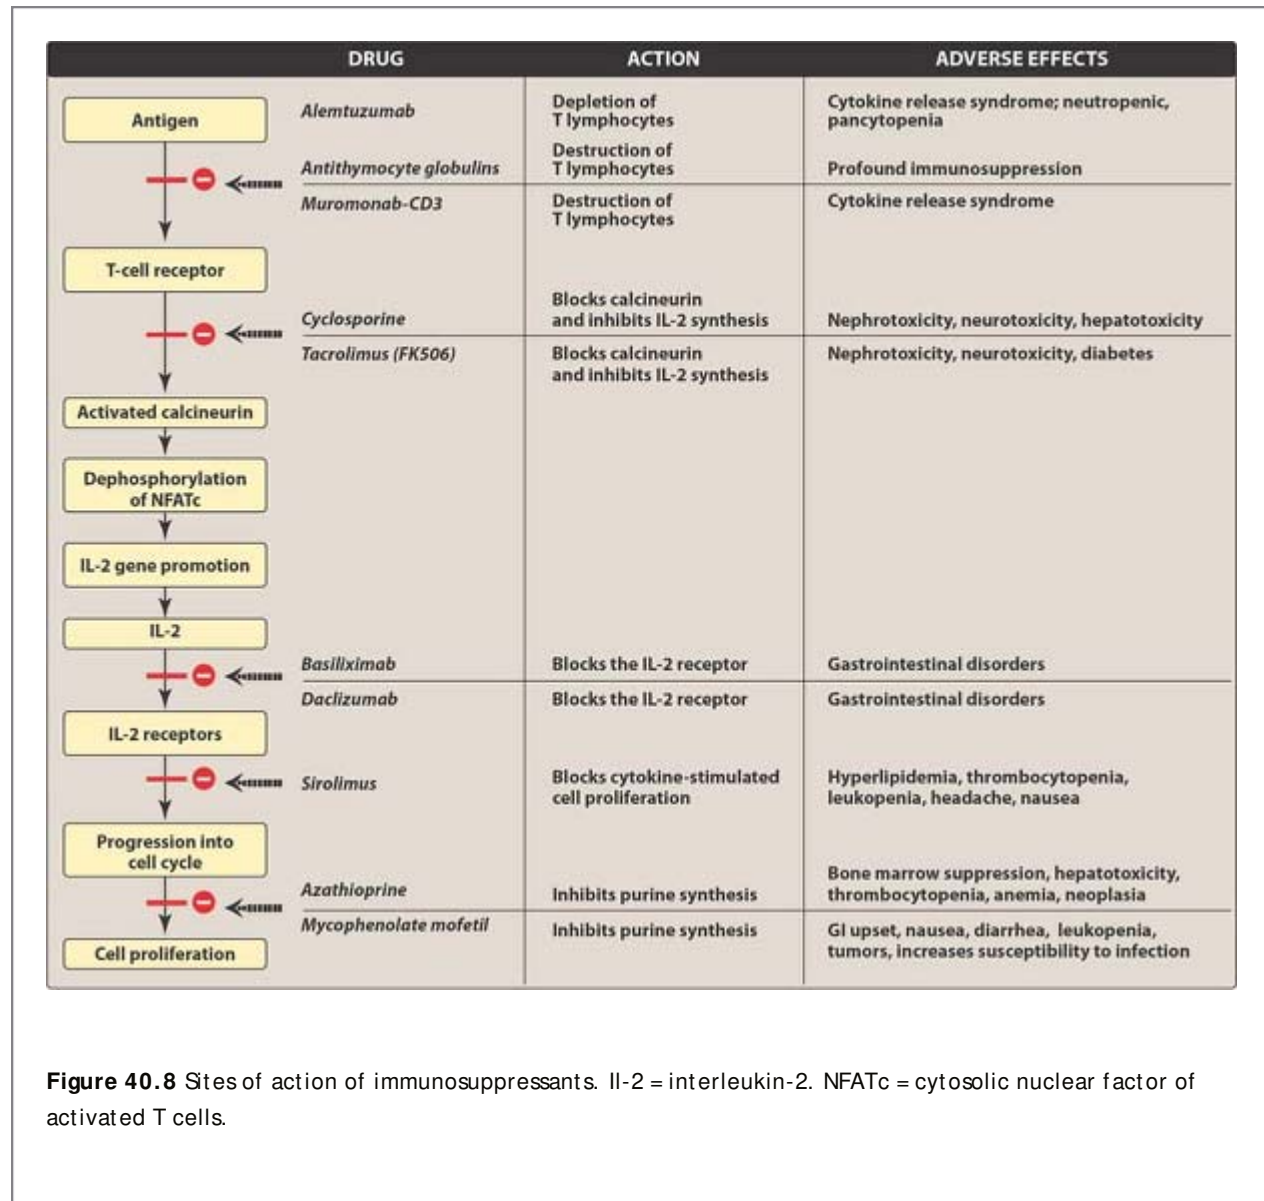 DRUG ACTION ADVERSE EFFECTS
Antigen
Alemtuzumab
Depletion of
T lymphocytes
Cytokine release syndrome; neutropenic,
pancytopenia
Antithymocyte globulins
Destruction of
T lymphocytes
Profound immunosuppression
Muromonab-CD3
Destruction of
T lymphocytes
Cytokine release syndrome
T-cell receptor
Cyclosporine
Blocks calcineurin
and inhibits IL-2 synthesis
Nephrotoxicity, neurotoxicity, hepatotoxicity
Tacrolimus (FK506)
Blocks calcineurin
and inhibits IL-2 synthesis
Nephrotoxicity, neurotoxicity, diabetes
Activated calcineurin
Dephosphorylation
of NFATc
IL-2 gene promotion
IL-2
Basiliximab
Blocks the IL-2 receptor
Gastrointestinal disorders
Daclizumab
Blocks the IL-2 receptor
Gastrointestinal disorders
IL-2 receptors
Sirolimus
Blocks cytokine-stimulated
cell proliferation
Hyperlipidemia, thrombocytopenia,
leukopenia, headache, nausea
Progression into
cell cycle
Azathioprine
Inhibits purine synthesis
Bone marrow suppression, hepatotoxicity,
thrombocytopenia, anemia, neoplasia
Mycophenolate mofetil
Inhibits purine synthesis
GI upset, nausea, diarrhea, leukopenia,
tumors, increases susceptibility to infection
Cell proliferation
Figure 40.8 Sites of action of immunosuppressants. Il-2 = interleukin-2. NFATc = cytosolic nuclear factor of
activated T cells.